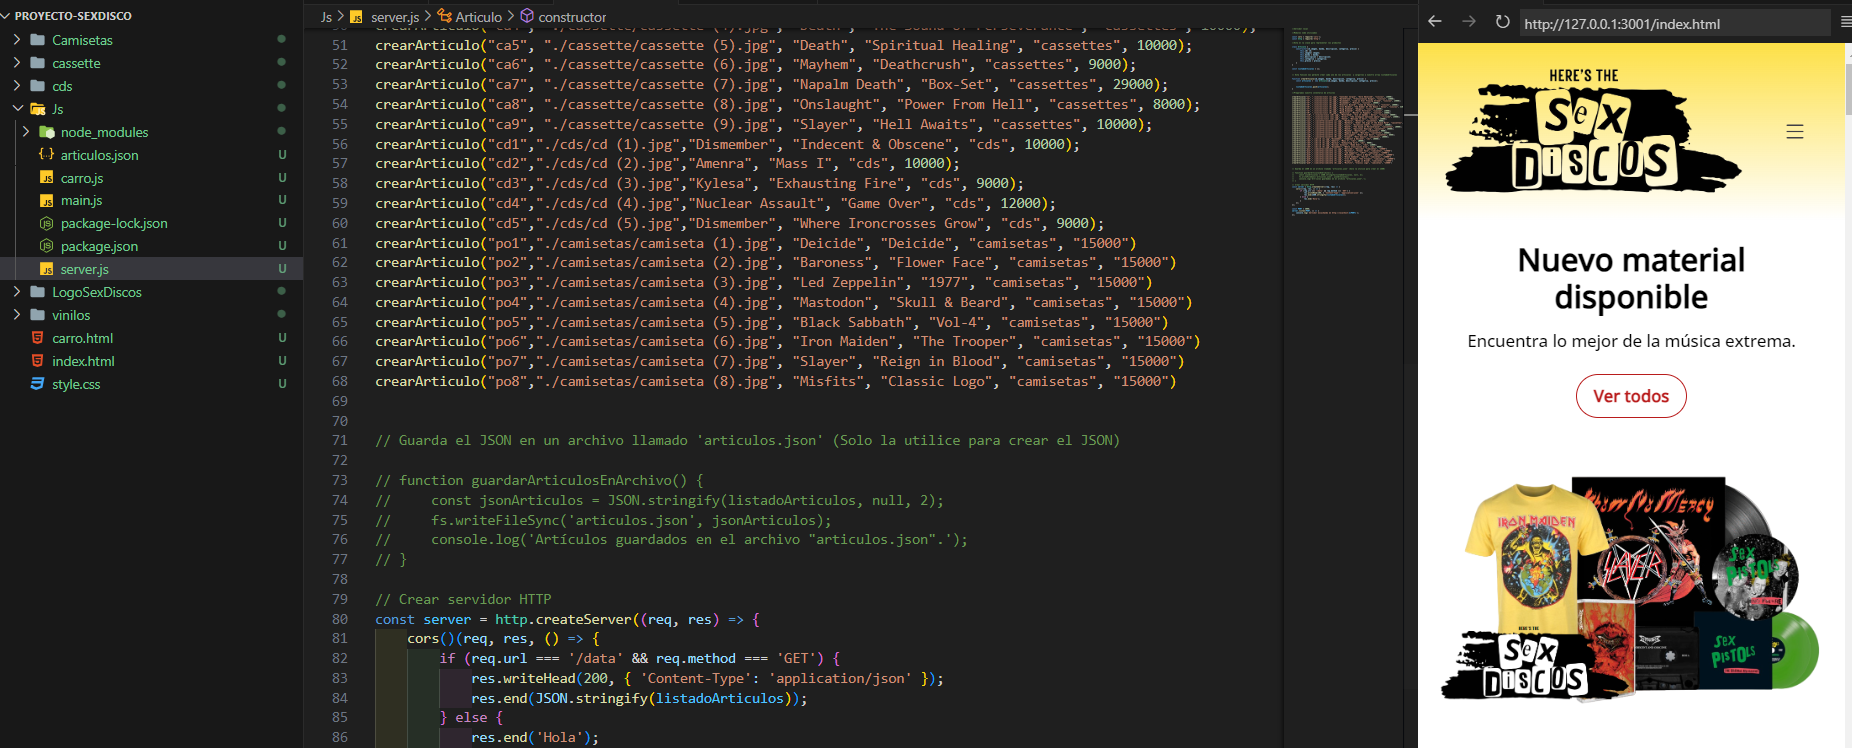 PROYECTO-SEXDISCO
Camisetas
cassette
cds
Js
node_modules
articulos.json U
carro.js U
main.js U
package-lock.json U
package.json U
server.js U
LogoSexDiscos
vinilos
carro.html U
index.html U
style.css U
Js > server.js > Articulo > constructor
51 crearArticulo("ca5", "./cassette/cassette (5).jpg", "Death", "Spiritual Healing", "cassettes", 10000);
52 crearArticulo("ca6", "./cassette/cassette (6).jpg", "Mayhem", "Deathcrush", "cassettes", 9000);
53 crearArticulo("ca7", "./cassette/cassette (7).jpg", "Napalm Death", "Box-Set", "cassettes", 29000);
54 crearArticulo("ca8", "./cassette/cassette (8).jpg", "Onslaught", "Power From Hell", "cassettes", 8000);
55 crearArticulo("ca9", "./cassette/cassette (9).jpg", "Slayer", "Hell Awaits", "cassettes", 10000);
56 crearArticulo("cd1","./cds/cd (1).jpg","Dismember", "Indecent & Obscene", "cds", 10000);
57 crearArticulo("cd2","./cds/cd (2).jpg","Amenra", "Mass I", "cds", 10000);
58 crearArticulo("cd3","./cds/cd (3).jpg","Kylesa", "Exhausting Fire", "cds", 9000);
59 crearArticulo("cd4","./cds/cd (4).jpg","Nuclear Assault", "Game Over", "cds", 12000);
60 crearArticulo("cd5","./cds/cd (5).jpg","Dismember", "Where Ironcrosses Grow", "cds", 9000);
61 crearArticulo("po1","./camisetas/camiseta (1).jpg", "Deicide", "Deicide", "camisetas", "15000")
62 crearArticulo("po2","./camisetas/camiseta (2).jpg", "Baroness", "Flower Face", "camisetas", "15000")
63 crearArticulo("po3","./camisetas/camiseta (3).jpg", "Led Zeppelin", "1977", "camisetas", "15000")
64 crearArticulo("po4","./camisetas/camiseta (4).jpg", "Mastodon", "Skull & Beard", "camisetas", "15000")
65 crearArticulo("po5","./camisetas/camiseta (5).jpg", "Black Sabbath", "Vol-4", "camisetas", "15000")
66 crearArticulo("po6","./camisetas/camiseta (6).jpg", "Iron Maiden", "The Trooper", "camisetas", "15000")
67 crearArticulo("po7","./camisetas/camiseta (7).jpg", "Slayer", "Reign in Blood", "camisetas", "15000")
68 crearArticulo("po8","./camisetas/camiseta (8).jpg", "Misfits", "Classic Logo", "camisetas", "15000")
69
70
71 // Guarda el JSON en un archivo llamado 'articulos.json' (Solo la utilice para crear el JSON)
72
73 // function guardarArticulosEnArchivo() {
74 //     const jsonArticulos = JSON.stringify(listadoArticulos, null, 2);
75 //     fs.writeFileSync('articulos.json', jsonArticulos);
76 //     console.log('Artículos guardados en el archivo "articulos.json".');
77 // }
78
79 // Crear servidor HTTP
80 const server = http.createServer((req, res) => {
81     cors()(req, res, () => {
82         if (req.url === '/data' && req.method === 'GET') {
83             res.writeHead(200, { 'Content-Type': 'application/json' });
84             res.end(JSON.stringify(listadoArticulos));
85         } else {
86             res.end('Hola');
http://127.0.0.1:3001/index.html
HERE'S THE
SEX
DISCOS
Nuevo material
disponible
Encuentra lo mejor de la música extrema.
Ver todos
Show No Mercy
IRON MAIDEN
SLAYER
SEX
PISTOLS
HERE'S THE
SEX
DISCOS
SEX
PISTOLS